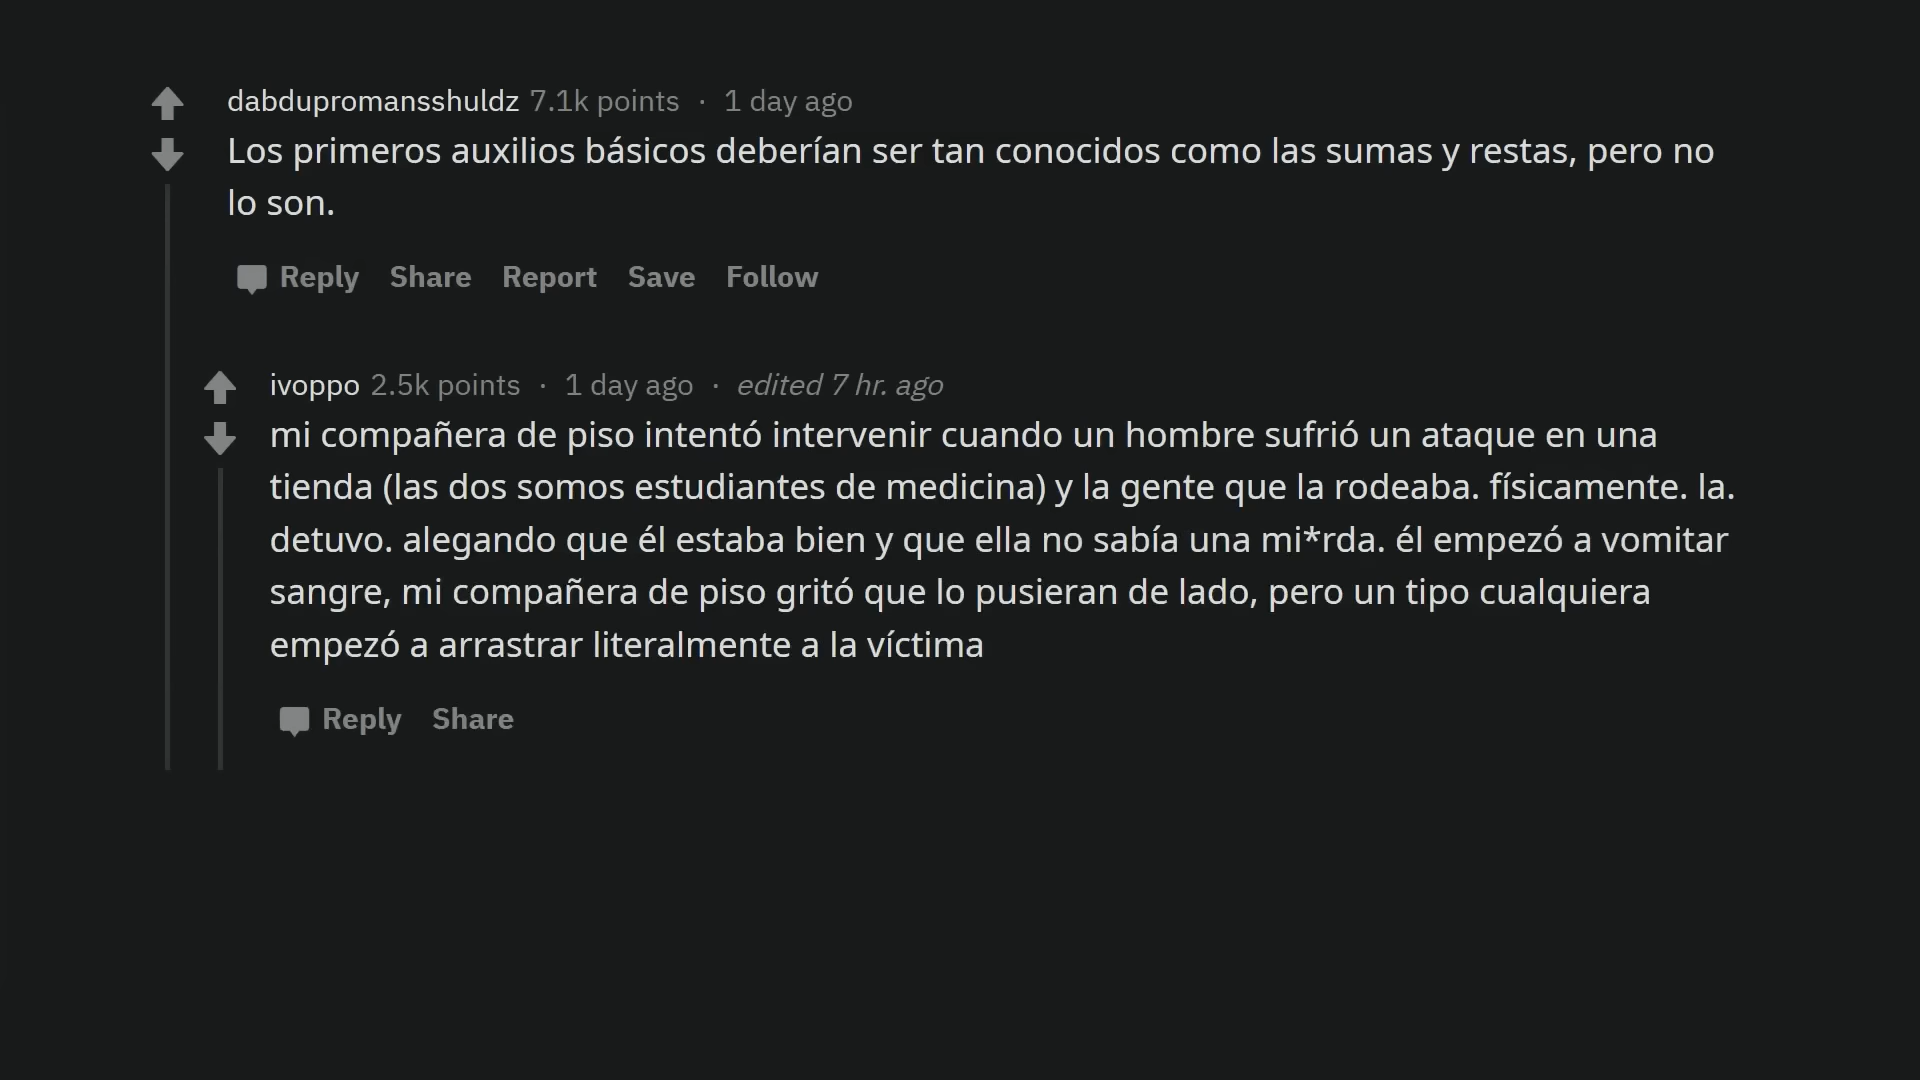 dabdupromansshuldz 7.1k points · 1 day ago
Los primeros auxilios básicos deberían ser tan conocidos como las sumas y restas, pero no
lo son.
Reply Share Report Save Follow
ivoppo 2.5k points · 1 day ago · edited 7 hr. ago
mi compañera de piso intentó intervenir cuando un hombre sufrió un ataque en una
tienda (las dos somos estudiantes de medicina) y la gente que la rodeaba. físicamente. la.
detuvo. alegando que él estaba bien y que ella no sabía una mi*rda. él empezó a vomitar
sangre, mi compañera de piso gritó que lo pusieran de lado, pero un tipo cualquiera
empezó a arrastrar literalmente a la víctima
Reply Share